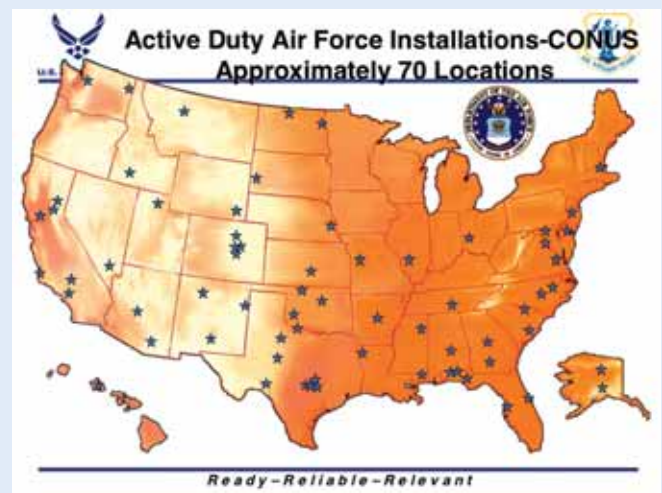 Active Duty Air Force Installations-CONUS
Approximately 70 Locations
U.S.
Ready–Reliable–Relevant